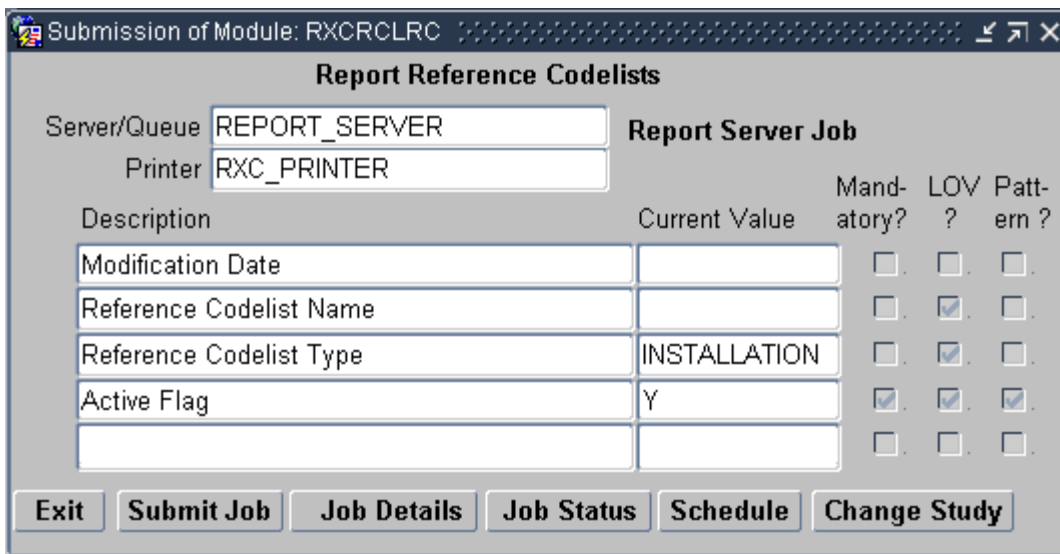 Submission of Module: RXCRCLRC
Report Reference Codelists
Server/Queue REPORT_SERVER Report Server Job
Printer RXC_PRINTER
Description Current Value Mand-atory? LOV ? Patt-ern ?
Modification Date
Reference Codelist Name
Reference Codelist Type INSTALLATION
Active Flag Y
Exit Submit Job Job Details Job Status Schedule Change Study